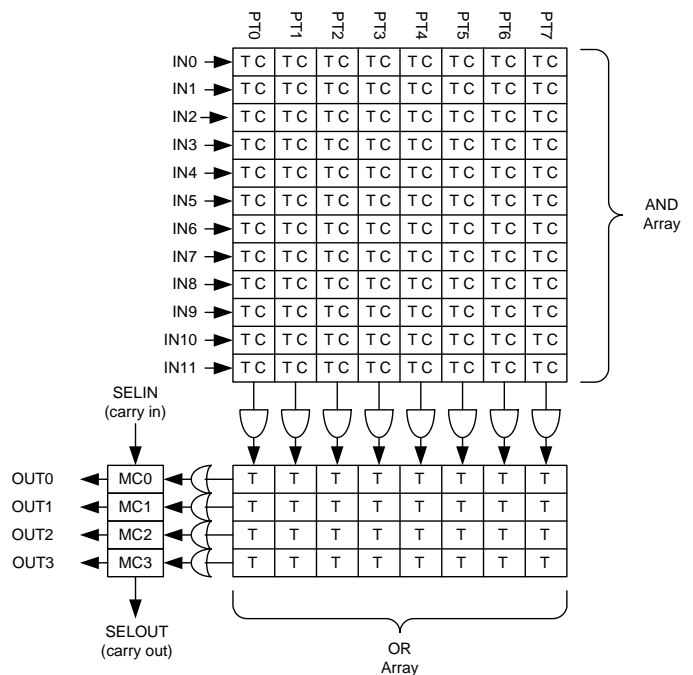 PT0 PT1 PT2 PT3 PT4 PT5 PT6 PT7
IN0 T C T C T C T C T C T C T C T C
IN1 T C T C T C T C T C T C T C T C
IN2 T C T C T C T C T C T C T C T C
IN3 T C T C T C T C T C T C T C T C
IN4 T C T C T C T C T C T C T C T C
IN5 T C T C T C T C T C T C T C T C
IN6 T C T C T C T C T C T C T C T C
IN7 T C T C T C T C T C T C T C T C
IN8 T C T C T C T C T C T C T C T C
IN9 T C T C T C T C T C T C T C T C
IN10 T C T C T C T C T C T C T C T C
IN11 T C T C T C T C T C T C T C T C
AND
Array
SELIN
(carry in)
OUT0 MC0 T T T T T T T T
OUT1 MC1 T T T T T T T T
OUT2 MC2 T T T T T T T T
OUT3 MC3 T T T T T T T T
SELOUT
(carry out)
OR
Array